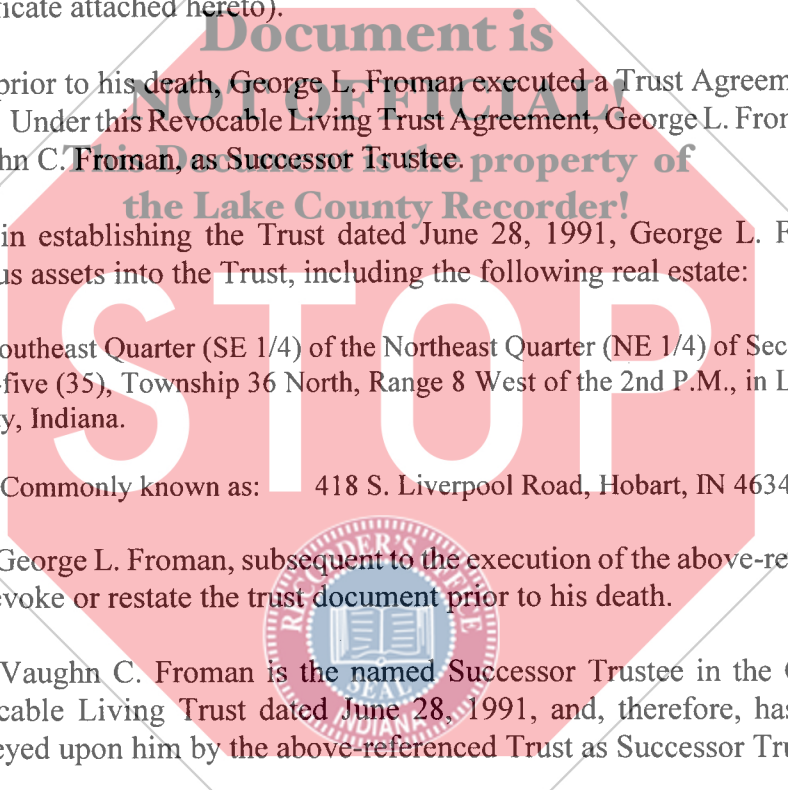 ficate attached hereto).
Document is
prior to his death, George L. Froman executed a Trust Agreem
NOT OFFICIAL!
Under this Revocable Living Trust Agreement, George L. Fron
hn C. Froman, as Successor Trustee.
This Document is the property of
the Lake County Recorder!
in establishing the Trust dated June 28, 1991, George L. F
us assets into the Trust, including the following real estate:
STOP
outheast Quarter (SE 1/4) of the Northeast Quarter (NE 1/4) of Sec
-five (35), Township 36 North, Range 8 West of the 2nd P.M., in L
y, Indiana.
Commonly known as: 418 S. Liverpool Road, Hobart, IN 4634
George L. Froman, subsequent to the execution of the above-re
evoke or restate the trust document prior to his death.
RECORDER'S OFFICE
SEAL
INDIANA
Vaughn C. Froman is the named Successor Trustee in the
cable Living Trust dated June 28, 1991, and, therefore, has
eyed upon him by the above-referenced Trust as Successor Tru